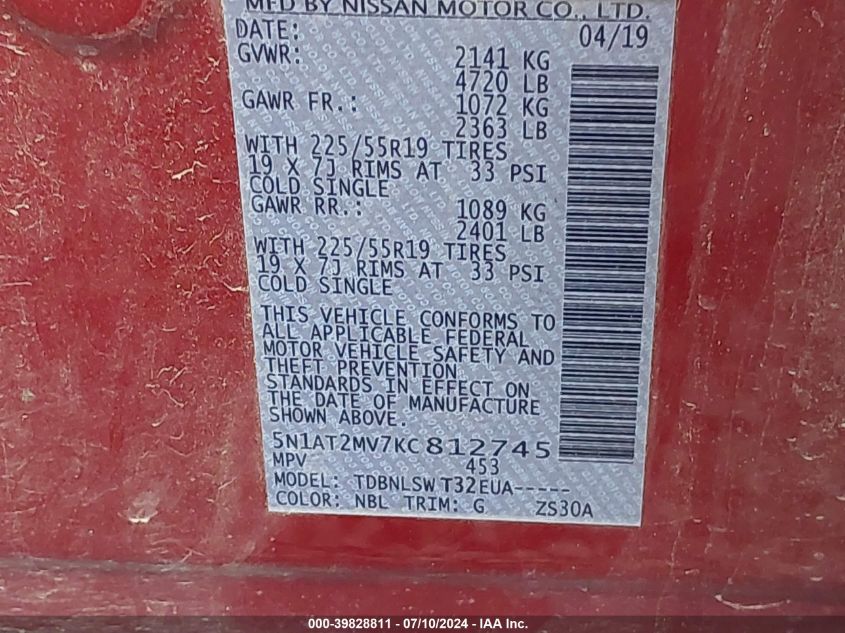 MFD BY NISSAN MOTOR CO., LTD.
DATE: 04/19
GVWR: 2141 KG
4720 LB
GAWR FR.: 1072 KG
2363 LB
WITH 225/55R19 TIRES
19 X 7J RIMS AT 33 PSI
COLD SINGLE
GAWR RR.: 1089 KG
2401 LB
WITH 225/55R19 TIRES
19 X 7J RIMS AT 33 PSI
COLD SINGLE
THIS VEHICLE CONFORMS TO
ALL APPLICABLE FEDERAL
MOTOR VEHICLE SAFETY AND
THEFT PREVENTION
STANDARDS IN EFFECT ON
THE DATE OF MANUFACTURE
SHOWN ABOVE.
5N1AT2MV7KC812745
MPV 453
MODEL: TDBNLSW T32EUA-----
COLOR: NBL TRIM: G ZS30A
000-39828811 - 07/10/2024 - IAA Inc.